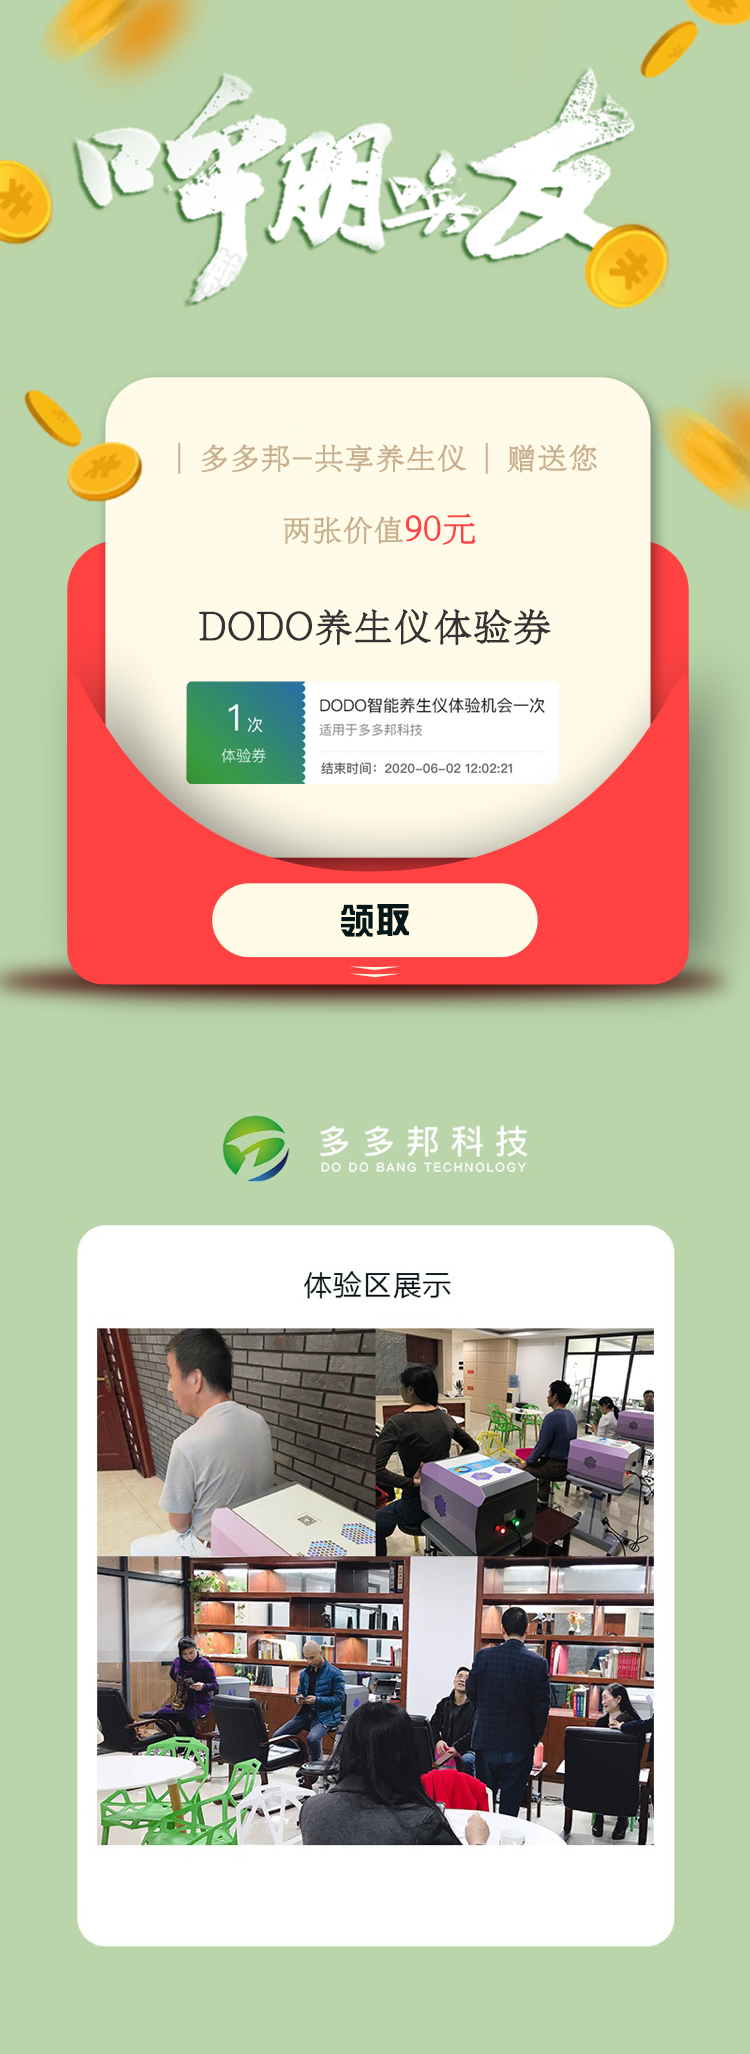 呼朋唤友
｜多多邦-共享养生仪｜赠送您
两张价值90元
DODO养生仪体验券
1次
体验券
DODO智能养生仪体验机会一次
适用于多多邦科技
结束时间：2020-06-02 12:02:21
领取
多多邦科技
DO DO BANG TECHNOLOGY
体验区展示